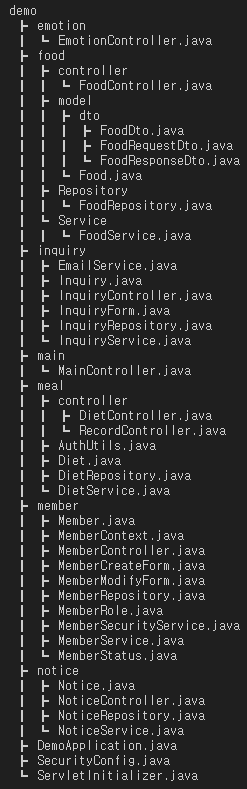 demo
├ emotion
│ └ EmotionController.java
├ food
│ ├ controller
│ │ └ FoodController.java
│ ├ model
│ │ ├ dto
│ │ │ ├ FoodDto.java
│ │ │ ├ FoodRequestDto.java
│ │ │ └ FoodResponseDto.java
│ │ └ Food.java
│ ├ Repository
│ │ └ FoodRepository.java
│ └ Service
│ └ FoodService.java
├ inquiry
│ ├ EmailService.java
│ ├ Inquiry.java
│ ├ InquiryController.java
│ ├ InquiryForm.java
│ ├ InquiryRepository.java
│ └ InquiryService.java
├ main
│ └ MainController.java
├ meal
│ ├ controller
│ │ ├ DietController.java
│ │ └ RecordController.java
│ ├ AuthUtils.java
│ ├ Diet.java
│ ├ DietRepository.java
│ └ DietService.java
├ member
│ ├ Member.java
│ ├ MemberContext.java
│ ├ MemberController.java
│ ├ MemberCreateForm.java
│ ├ MemberModifyForm.java
│ ├ MemberRepository.java
│ ├ MemberRole.java
│ ├ MemberSecurityService.java
│ ├ MemberService.java
│ └ MemberStatus.java
├ notice
│ ├ Notice.java
│ ├ NoticeController.java
│ ├ NoticeRepository.java
│ └ NoticeService.java
├ DemoApplication.java
├ SecurityConfig.java
└ ServletInitializer.java